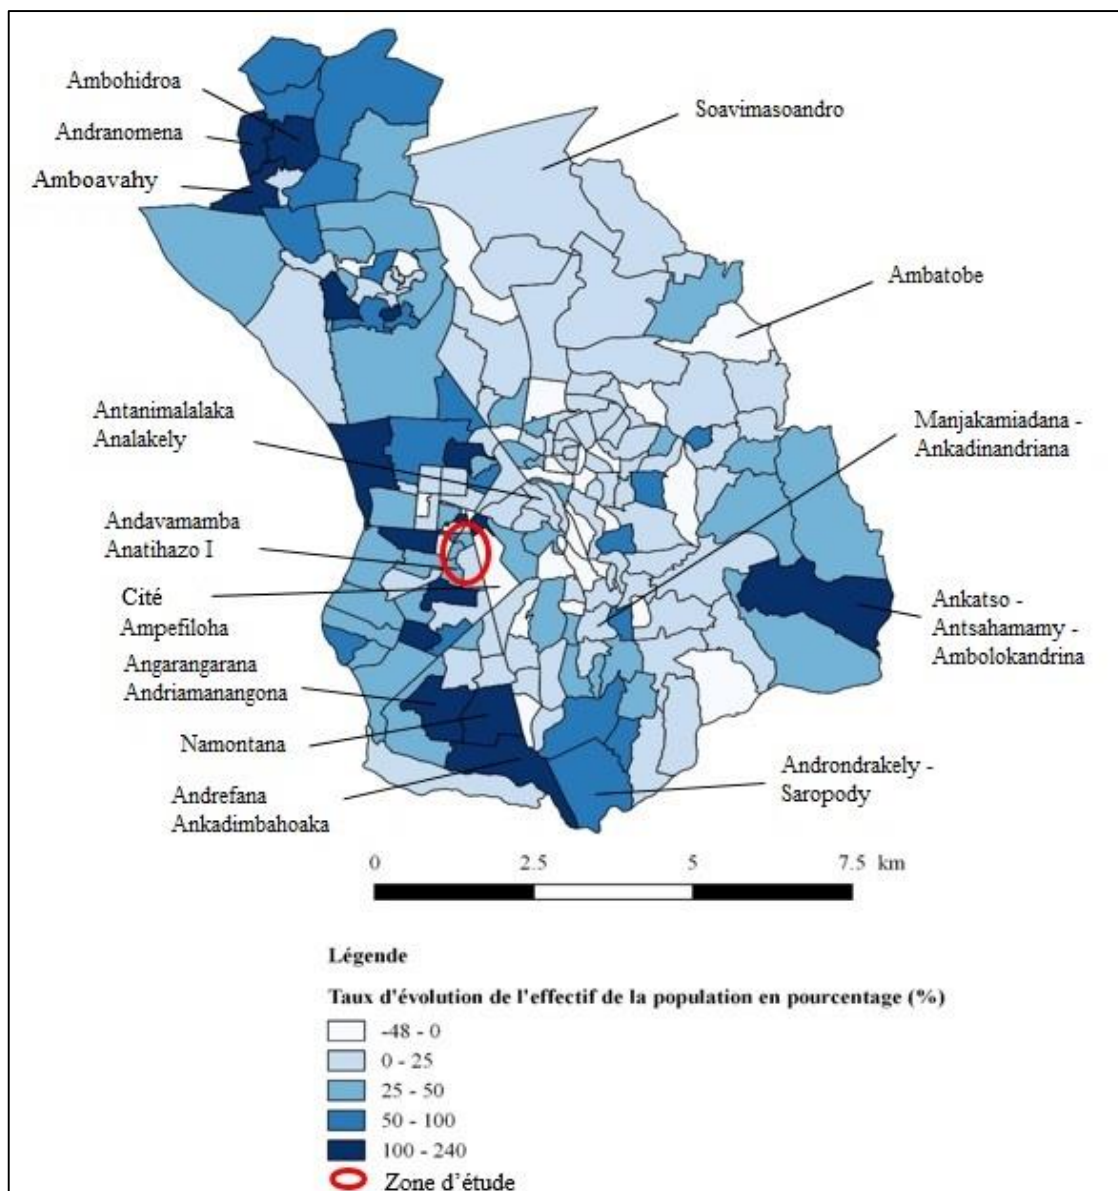 Ambohidroa
Andranomena
Amboavahy
Soavimasoandro
Ambatobe
Antanimalalaka
Analakely
Manjakamiadana -
Ankadinandriana
Andavamamba
Anatihazo I
Cité
Ampefiloha
Ankatso -
Antsahamamy -
Ambolokandrina
Angarangarana
Andriamanangona
Namontana
Androndrakely -
Saropody
Andrefana
Ankadimbahoaka
0 2.5 5 7.5 km
Légende
Taux d'évolution de l'effectif de la population en pourcentage (%)
-48 - 0
0 - 25
25 - 50
50 - 100
100 - 240
Zone d'étude